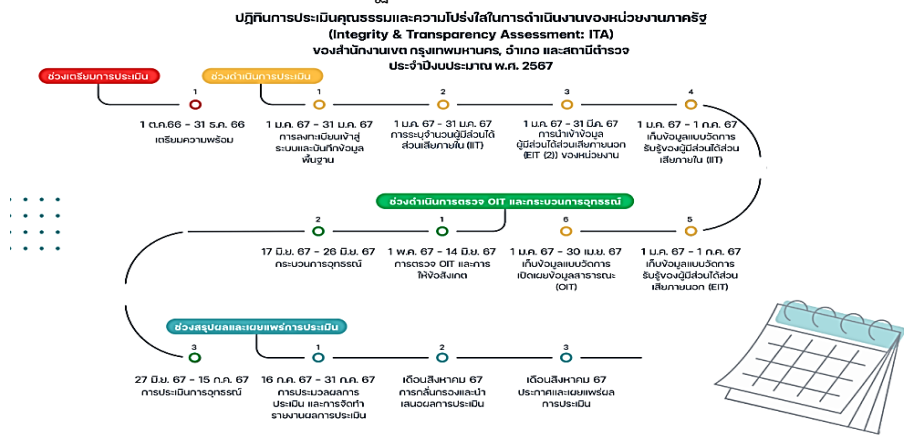 ปฏิทินการประเมินคุณธรรมและความโปร่งใสในการดำเนินงานของหน่วยงานภาครัฐ
(Integrity & Transparency Assessment: ITA)
ของสำนักงานเขต กรุงเทพมหานคร, อำเภอ และสถานีตำรวจ
ประจำปีงบประมาณ พ.ศ. 2567
ช่วงเตรียมการประเมิน
1
1 ต.ค.66 - 31 ธ.ค. 66
เตรียมความพร้อม
ช่วงดำเนินการประเมิน
1
1 ม.ค. 67 - 31 ม.ค. 67
การลงทะเบียนเข้าสู่
ระบบและบันทึกข้อมูล
พื้นฐาน
2
1 ม.ค. 67 - 31 ม.ค. 67
การระบุจำนวนผู้มีส่วนได้
ส่วนเสียภายใน (IIT)
3
1 ม.ค. 67 - 31 มี.ค. 67
การนำเข้าข้อมูล
ผู้มีส่วนได้ส่วนเสียภายนอก
(EIT (2)) ของหน่วยงาน
4
1 ม.ค. 67 - 1 ก.ค. 67
เก็บข้อมูลแบบวัดการ
รับรู้ของผู้มีส่วนได้ส่วน
เสียภายใน (IIT)
5
1 ม.ค. 67 - 1 ก.ค. 67
เก็บข้อมูลแบบวัดการ
รับรู้ของผู้มีส่วนได้ส่วน
เสียภายนอก (EIT)
6
1 ม.ค. 67 - 30 เม.ย. 67
เก็บข้อมูลแบบวัดการ
เปิดเผยข้อมูลสาธารณะ
(OIT)
ช่วงดำเนินการตรวจ OIT และกระบวนการอุทธรณ์
1
1 พ.ค. 67 - 14 มิ.ย. 67
การตรวจ OIT และการ
ให้ข้อสังเกต
2
17 มิ.ย. 67 - 26 มิ.ย. 67
กระบวนการอุทธรณ์
3
27 มิ.ย. 67 - 15 ก.ค. 67
การประเมินการอุทธรณ์
ช่วงสรุปผลและเผยแพร่การประเมิน
1
16 ก.ค. 67 - 31 ก.ค. 67
การประมวลผลการ
ประเมิน และการจัดทำ
รายงานผลการประเมิน
2
เดือนสิงหาคม 67
การกลั่นกรองและนำ
เสนอผลการประเมิน
3
เดือนสิงหาคม 67
ประกาศและเผยแพร่ผล
การประเมิน